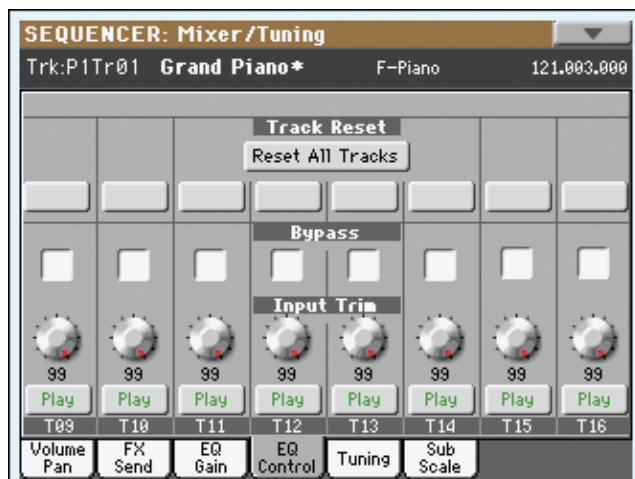 SEQUENCER: Mixer/Tuning
Trk:P1Tr01 Grand Piano* F-Piano 121.003.000
Track Reset
Reset All Tracks
Bypass
Input Trim
99 99 99 99 99 99 99 99
Play Play Play Play Play Play Play Play
T09 T10 T11 T12 T13 T14 T15 T16
Volume Pan FX Send EQ Gain EQ Control Tuning Sub Scale